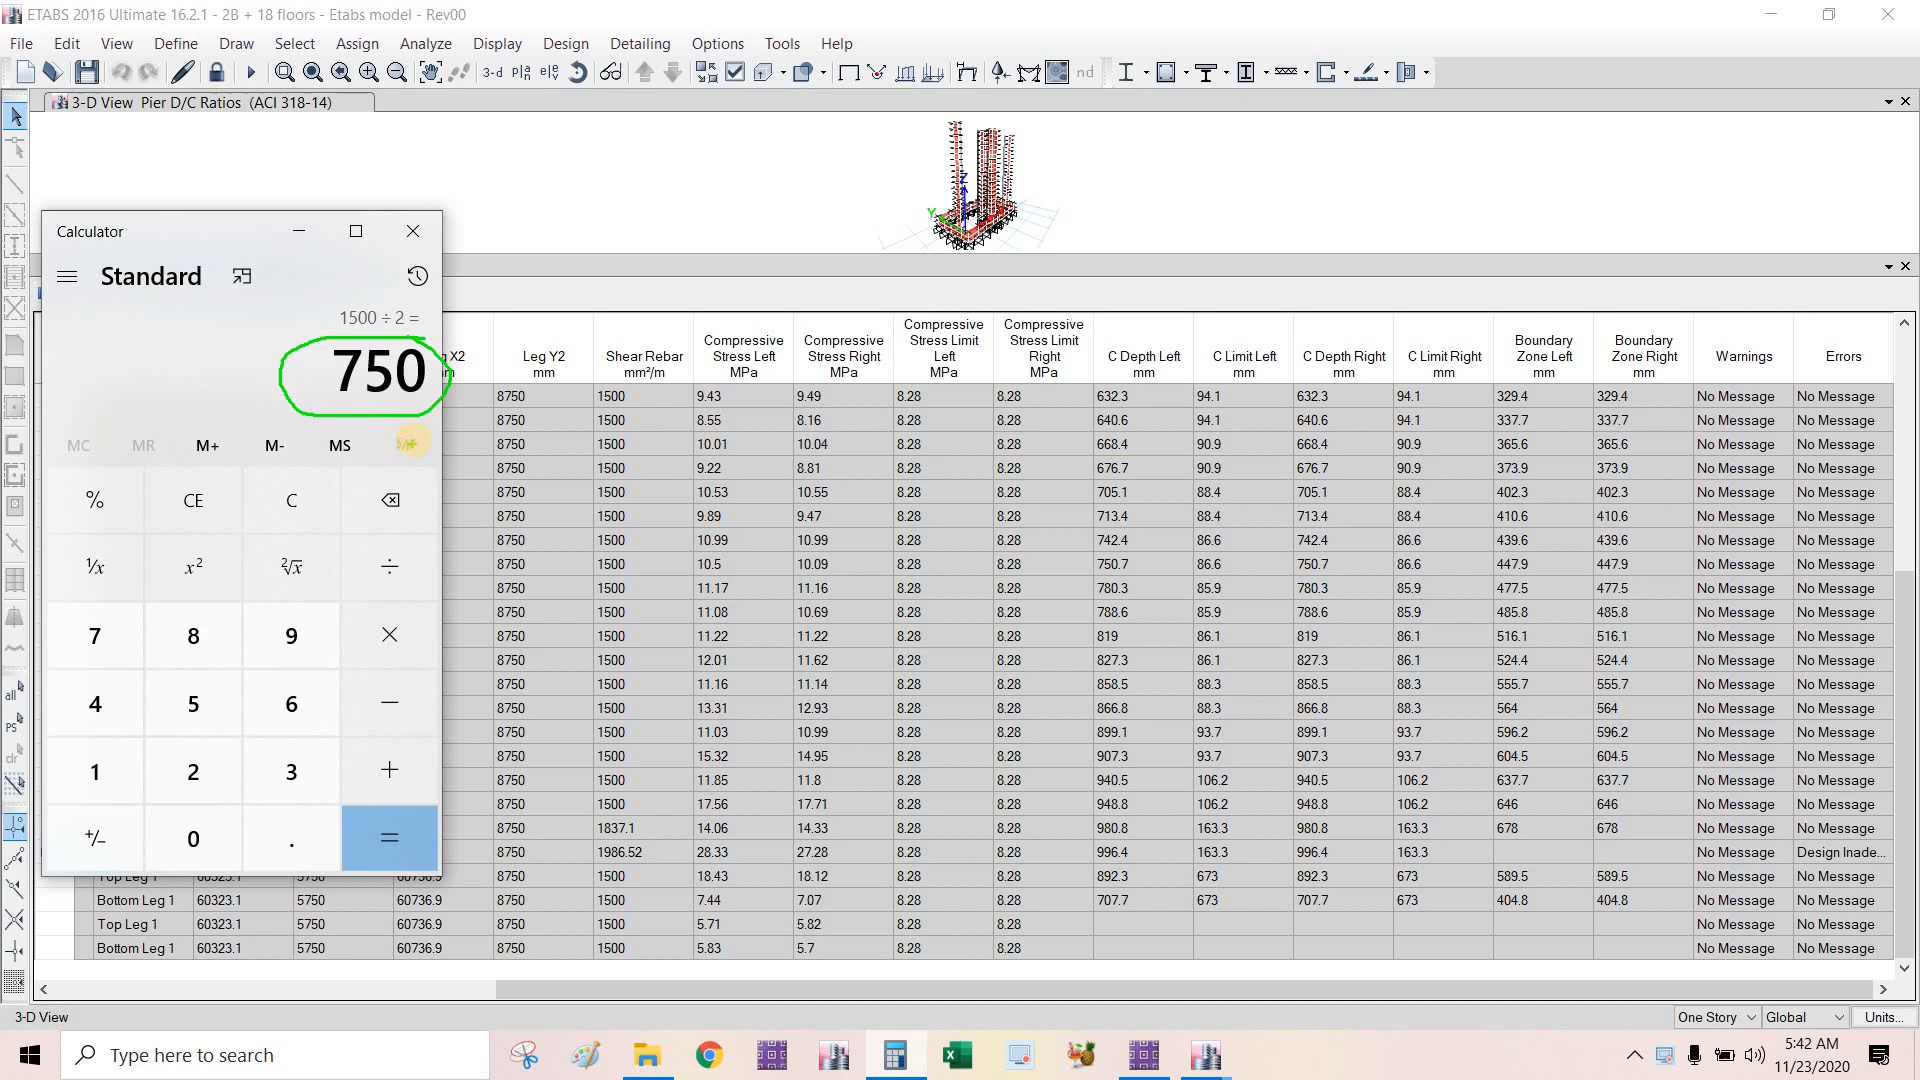 ETABS 2016 Ultimate 16.2.1 - 2B + 18 floors - Etabs model - Rev00
File Edit View Define Draw Select Assign Analyze Display Design Detailing Options Tools Help
3-d nd
3-D View Pier D/C Ratios (ACI 318-14)
Z
Y
Calculator
Standard
1500 ÷ 2 =
750
MC MR M+ M- MS
% CE C
¹/x x² ²√x ÷
7 8 9 ×
4 5 6 −
1 2 3 +
+/− 0 . =
all
PS
dr
X2 Leg Y2 mm Shear Rebar mm²/m Compressive Stress Left MPa Compressive Stress Right MPa Compressive Stress Limit Left MPa Compressive Stress Limit Right MPa C Depth Left mm C Limit Left mm C Depth Right mm C Limit Right mm Boundary Zone Left mm Boundary Zone Right mm Warnings Errors
8750 1500 9.43 9.49 8.28 8.28 632.3 94.1 632.3 94.1 329.4 329.4 No Message No Message
8750 1500 8.55 8.16 8.28 8.28 640.6 94.1 640.6 94.1 337.7 337.7 No Message No Message
8750 1500 10.01 10.04 8.28 8.28 668.4 90.9 668.4 90.9 365.6 365.6 No Message No Message
8750 1500 9.22 8.81 8.28 8.28 676.7 90.9 676.7 90.9 373.9 373.9 No Message No Message
8750 1500 10.53 10.55 8.28 8.28 705.1 88.4 705.1 88.4 402.3 402.3 No Message No Message
8750 1500 9.89 9.47 8.28 8.28 713.4 88.4 713.4 88.4 410.6 410.6 No Message No Message
8750 1500 10.99 10.99 8.28 8.28 742.4 86.6 742.4 86.6 439.6 439.6 No Message No Message
8750 1500 10.5 10.09 8.28 8.28 750.7 86.6 750.7 86.6 447.9 447.9 No Message No Message
8750 1500 11.17 11.16 8.28 8.28 780.3 85.9 780.3 85.9 477.5 477.5 No Message No Message
8750 1500 11.08 10.69 8.28 8.28 788.6 85.9 788.6 85.9 485.8 485.8 No Message No Message
8750 1500 11.22 11.22 8.28 8.28 819 86.1 819 86.1 516.1 516.1 No Message No Message
8750 1500 12.01 11.62 8.28 8.28 827.3 86.1 827.3 86.1 524.4 524.4 No Message No Message
8750 1500 11.16 11.14 8.28 8.28 858.5 88.3 858.5 88.3 555.7 555.7 No Message No Message
8750 1500 13.31 12.93 8.28 8.28 866.8 88.3 866.8 88.3 564 564 No Message No Message
8750 1500 11.03 10.99 8.28 8.28 899.1 93.7 899.1 93.7 596.2 596.2 No Message No Message
8750 1500 15.32 14.95 8.28 8.28 907.3 93.7 907.3 93.7 604.5 604.5 No Message No Message
8750 1500 11.85 11.8 8.28 8.28 940.5 106.2 940.5 106.2 637.7 637.7 No Message No Message
8750 1500 17.56 17.71 8.28 8.28 948.8 106.2 948.8 106.2 646 646 No Message No Message
8750 1837.1 14.06 14.33 8.28 8.28 980.8 163.3 980.8 163.3 678 678 No Message No Message
8750 1986.52 28.33 27.28 8.28 8.28 996.4 163.3 996.4 163.3 No Message Design Inade...
Top Leg 1 60323.1 5750 60736.9 8750 1500 18.43 18.12 8.28 8.28 892.3 673 892.3 673 589.5 589.5 No Message No Message
Bottom Leg 1 60323.1 5750 60736.9 8750 1500 7.44 7.07 8.28 8.28 707.7 673 707.7 673 404.8 404.8 No Message No Message
Top Leg 1 60323.1 5750 60736.9 8750 1500 5.71 5.82 8.28 8.28 No Message No Message
Bottom Leg 1 60323.1 5750 60736.9 8750 1500 5.83 5.7 8.28 8.28 No Message No Message
3-D View One Story Global Units...
Type here to search
5:42 AM
11/23/2020